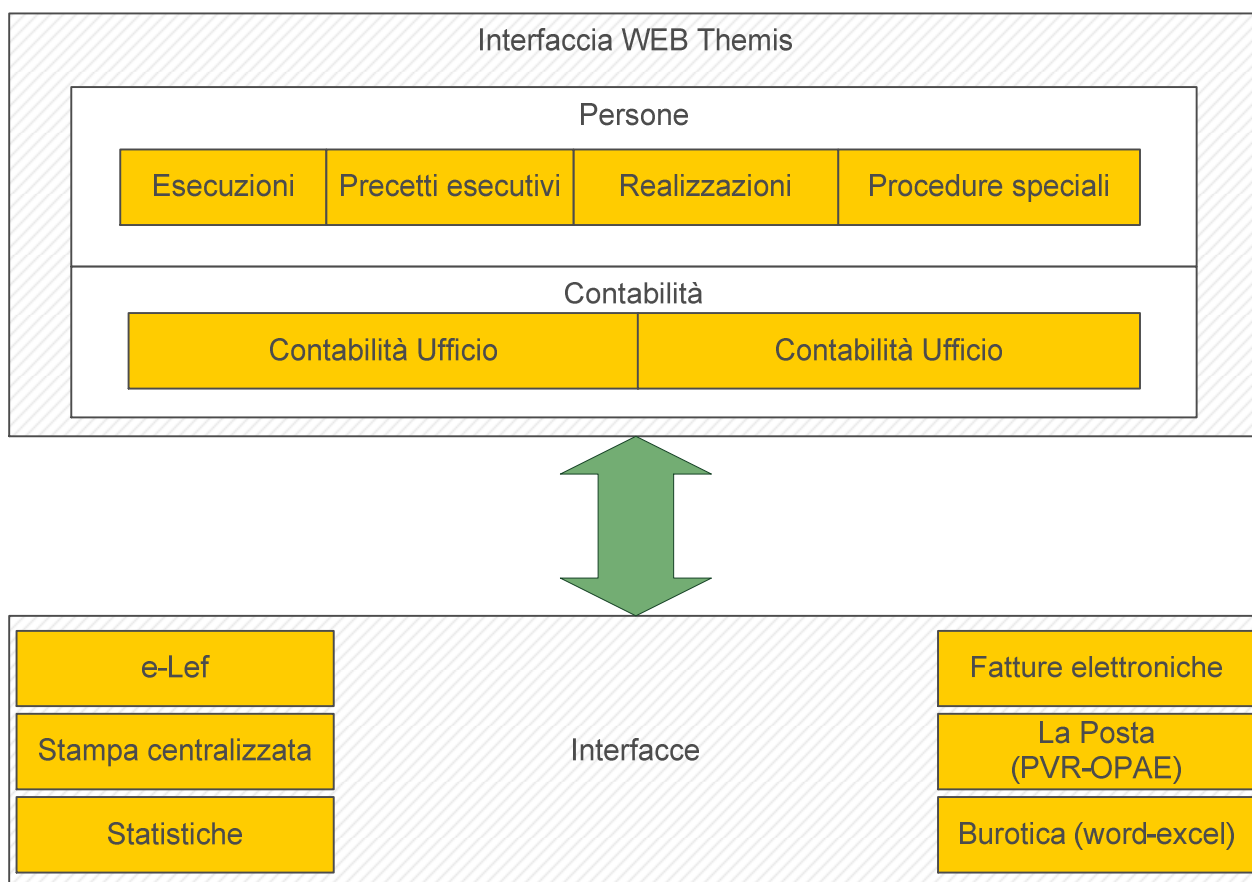 Interfaccia WEB Themis
Persone
Esecuzioni
Precetti esecutivi
Realizzazioni
Procedure speciali
Contabilità
Contabilità Ufficio
Contabilità Ufficio
e-Lef
Stampa centralizzata
Statistiche
Interfacce
Fatture elettroniche
La Posta
(PVR-OPAE)
Burotica (word-excel)